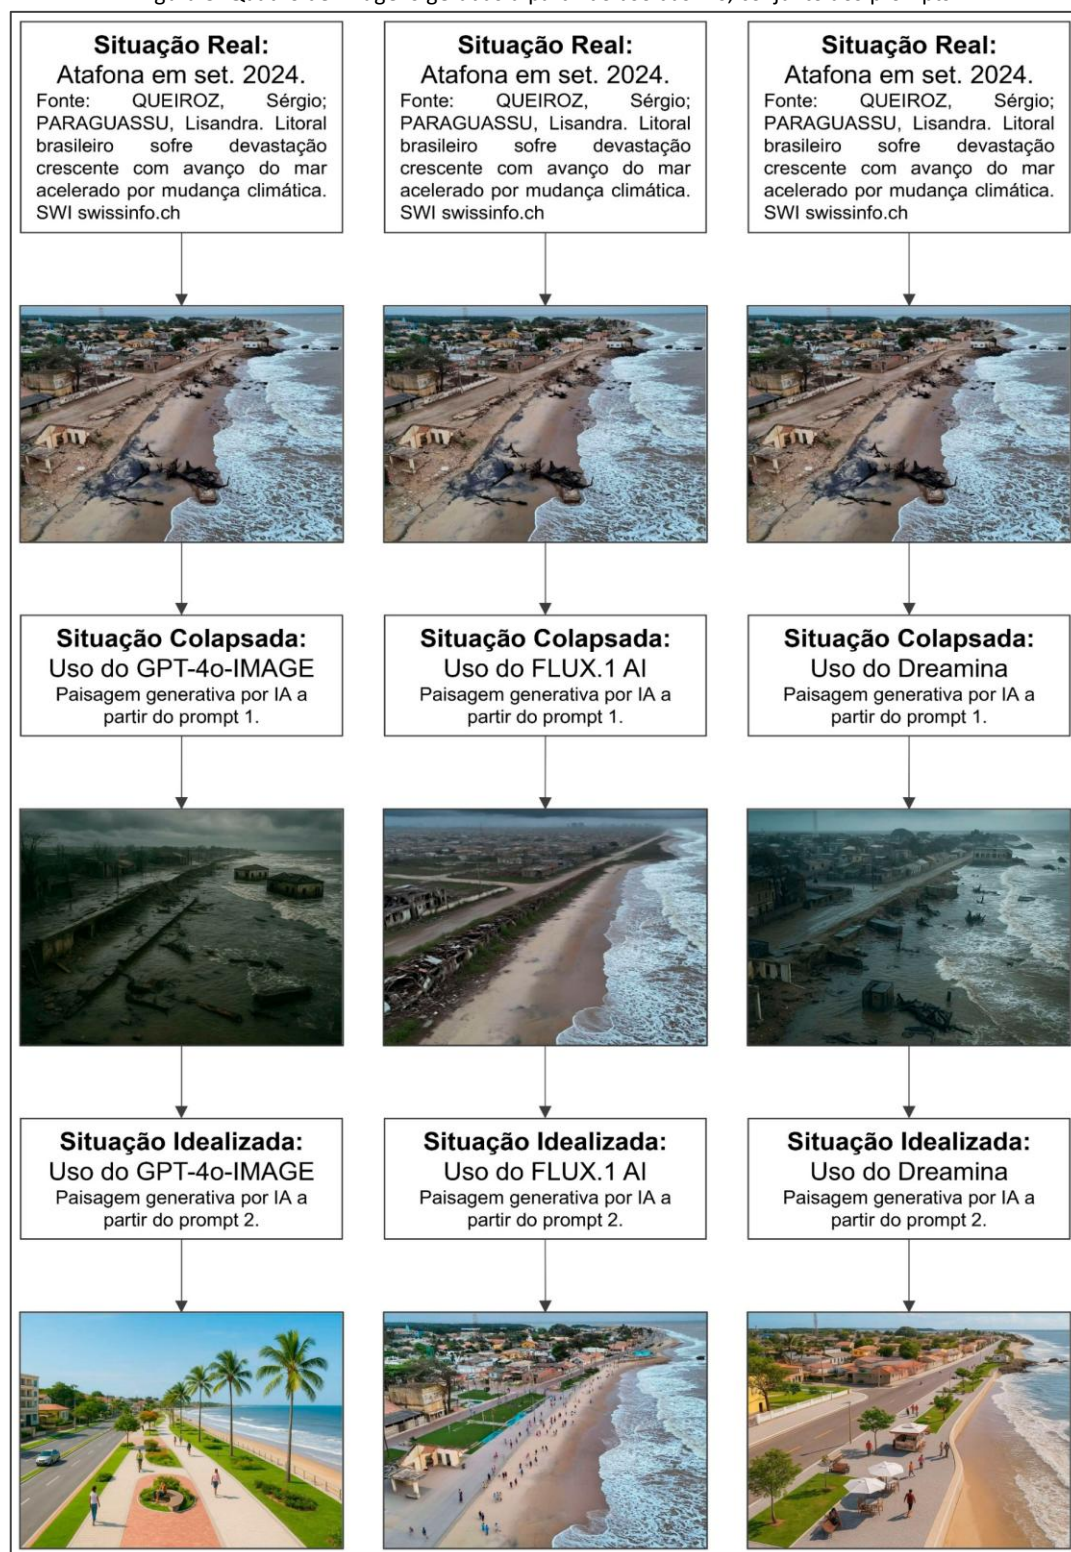 Situação Real:
Atafona em set. 2024.
Fonte: QUEIROZ, Sérgio;
PARAGUASSU, Lisandra. Litoral
brasileiro sofre devastação
crescente com avanço do mar
acelerado por mudança climática.
SWI swissinfo.ch
Situação Real:
Atafona em set. 2024.
Fonte: QUEIROZ, Sérgio;
PARAGUASSU, Lisandra. Litoral
brasileiro sofre devastação
crescente com avanço do mar
acelerado por mudança climática.
SWI swissinfo.ch
Situação Real:
Atafona em set. 2024.
Fonte: QUEIROZ, Sérgio;
PARAGUASSU, Lisandra. Litoral
brasileiro sofre devastação
crescente com avanço do mar
acelerado por mudança climática.
SWI swissinfo.ch
Situação Colapsada:
Uso do GPT-4o-IMAGE
Paisagem generativa por IA a
partir do prompt 1.
Situação Colapsada:
Uso do FLUX.1 AI
Paisagem generativa por IA a
partir do prompt 1.
Situação Colapsada:
Uso do Dreamina
Paisagem generativa por IA a
partir do prompt 1.
Situação Idealizada:
Uso do GPT-4o-IMAGE
Paisagem generativa por IA a
partir do prompt 2.
Situação Idealizada:
Uso do FLUX.1 AI
Paisagem generativa por IA a
partir do prompt 2.
Situação Idealizada:
Uso do Dreamina
Paisagem generativa por IA a
partir do prompt 2.